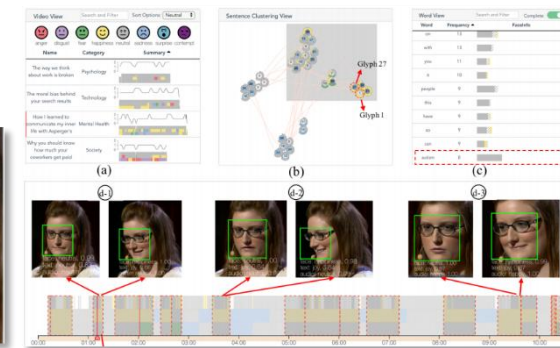 Video View
Search and Filter
Sort Options: Neutral
anger disgust fear happiness neutral sadness surprise contempt
Name Category Summary
The way we think
about work is broken
Psychology
The moral bias behind
your search results
Technology
How I learned to
communicate my inner
life with Asperger's
Mental Health
Why you should know
how much your
coworkers get paid
Society
(a)
Sentence Clustering View
Glyph 27
Glyph 1
(b)
Word View
Search and Filter
Complete
Word Frequency FaceInfo
with 13
you 11
it 10
people 9
this 9
have 9
so 9
can 9
autism 8
(c)
d-1
d-2
d-3
00:00 01:00 02:00 03:00 04:00 05:00 06:00 07:00 08:00 09:00 10:00